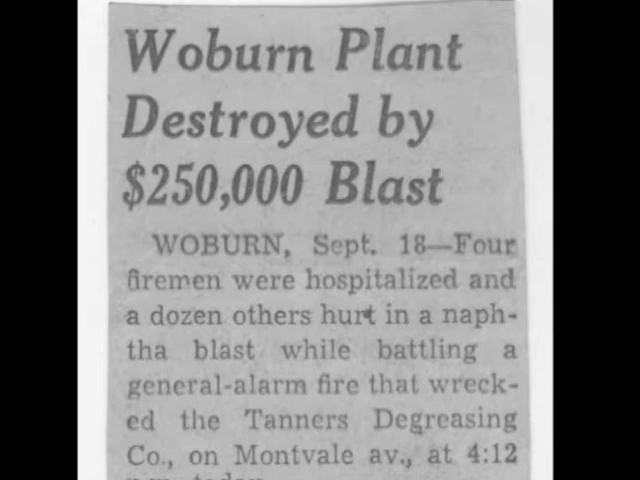 Woburn Plant
Destroyed by
$250,000 Blast
WOBURN, Sept. 18—Four
firemen were hospitalized and
a dozen others hurt in a naph-
tha blast while battling a
general-alarm fire that wreck-
ed the Tanners Degreasing
Co., on Montvale av., at 4:12